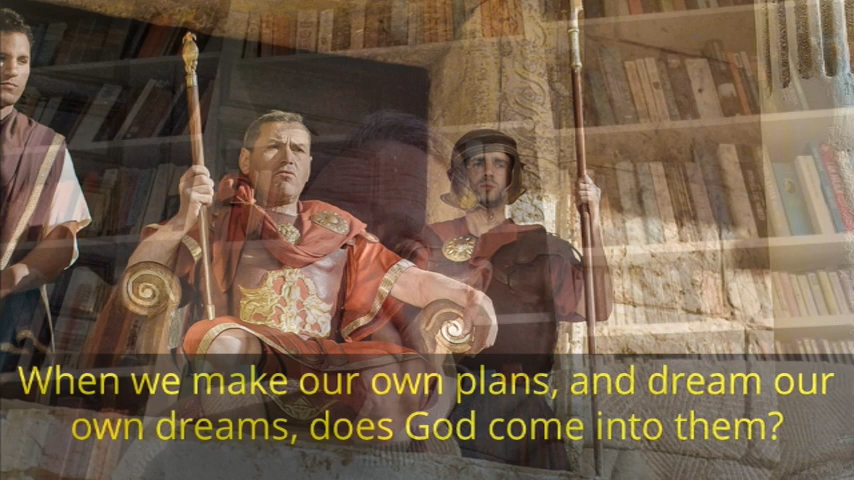 When we make our own plans, and dream our
own dreams, does God come into them?